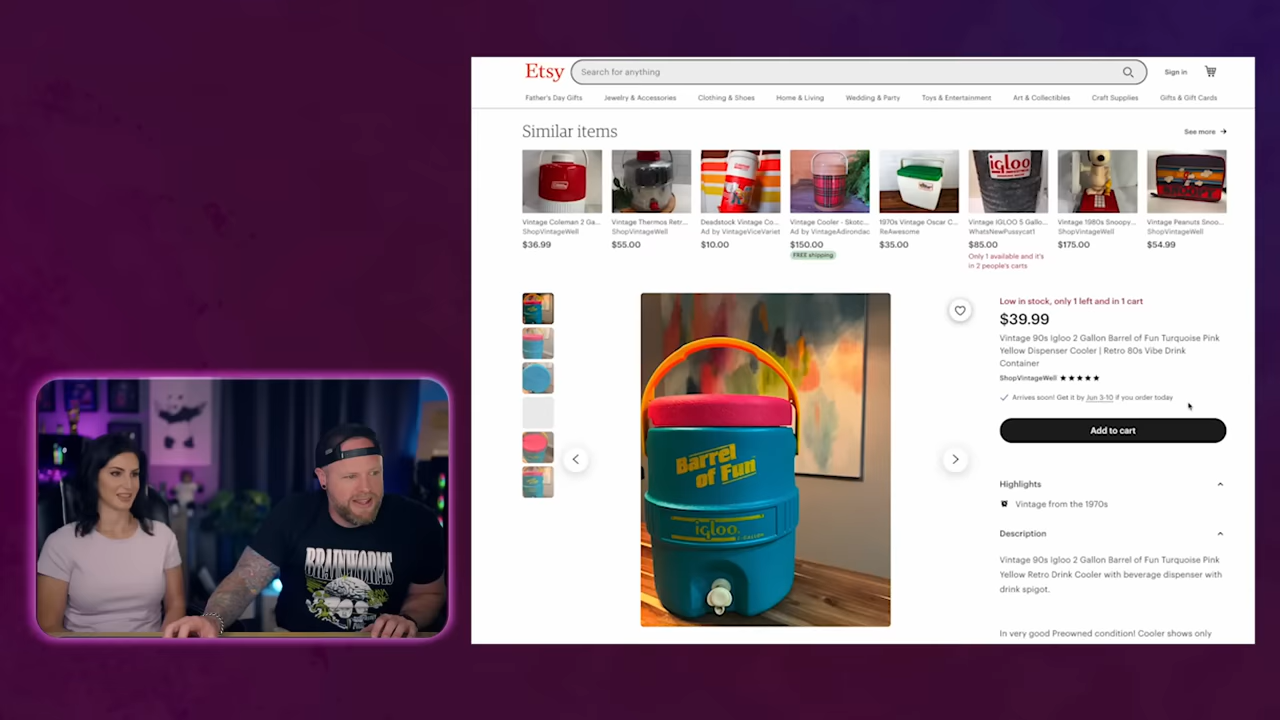 Etsy
Search for anything
Sign in
Father's Day Gifts Jewelry & Accessories Clothing & Shoes Home & Living Wedding & Party Toys & Entertainment Art & Collectibles Craft Supplies Gifts & Gift Cards
Similar items
See more →
Coleman
igloo
SNOOPY
Vintage Coleman 2 Ga...
ShopVintageWell
$36.99
Vintage Thermos Retr...
ShopVintageWell
$55.00
Deadstock Vintage Co...
Ad by VintageViceVariet
$10.00
Vintage Cooler - Skotc...
Ad by VintageAdirondac
$150.00
FREE shipping
1970s Vintage Oscar C...
ReAwesome
$35.00
Vintage IGLOO 5 Gallo...
WhatsNewPussycat1
$85.00
Only 1 available and it's
in 2 people's carts
Vintage 1980s Snoopy...
ShopVintageWell
$175.00
Vintage Peanuts Snoo...
ShopVintageWell
$54.99
Barrel
of Fun
igloo
2 GALLON
Low in stock, only 1 left and in 1 cart
$39.99
Vintage 90s Igloo 2 Gallon Barrel of Fun Turquoise Pink
Yellow Dispenser Cooler | Retro 80s Vibe Drink
Container
ShopVintageWell ★★★★★
Arrives soon! Get it by Jun 3-10 if you order today
Add to cart
Highlights
Vintage from the 1970s
Description
Vintage 90s Igloo 2 Gallon Barrel of Fun Turquoise Pink
Yellow Retro Drink Cooler with beverage dispenser with
drink spigot.
In very good Preowned condition! Cooler shows only
BRAINWORMS